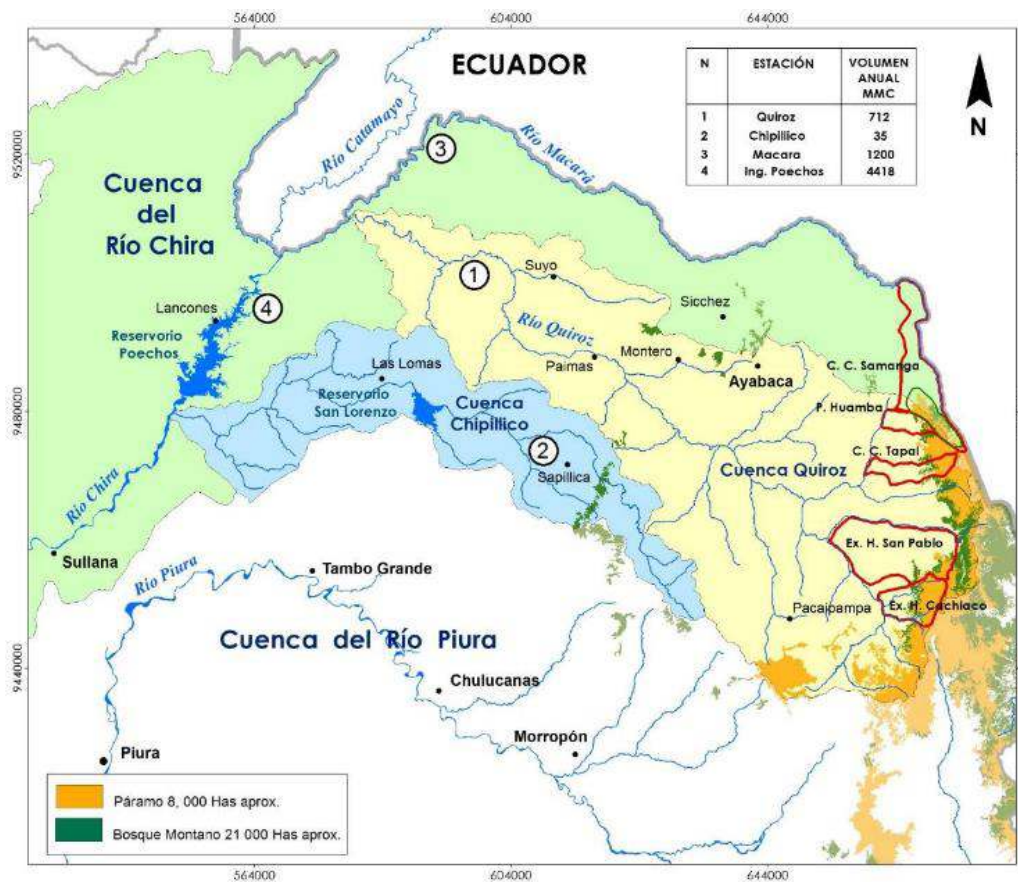 564000 604000 644000
ECUADOR
N ESTACIÓN VOLUMEN ANUAL MMC
1 Quiroz 712
2 Chipillico 35
3 Macara 1200
4 Ing. Poechos 4418
N
9520000
Río Catamayo
3
Río Macará
Cuenca
del
Río Chira
1
Suyo
4
Lancones
Sicchez
Reservorio
Poechos
Río Quiroz
Las Lomas
Palmas
Montero
Ayabaca
C. C. Samanga
Reservorio
San Lorenzo
Cuenca
Chipillico
P. Huamba
9480000
2
Sapillica
Cuenca Quiroz
C. C. Tapal
Río Chira
Sullana
Ex. H. San Pablo
Río Piura
Tambo Grande
Pacaipampa
Ex. H. Cachiaco
Cuenca del Río Piura
9440000
Chulucanas
Morropón
Piura
Páramo 8, 000 Has aprox.
Bosque Montano 21 000 Has aprox.
564000 604000 644000